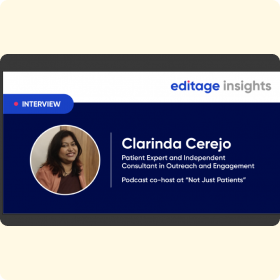 editage insights
INTERVIEW
Clarinda Cerejo
Patient Expert and Independent
Consultant in Outreach and Engagement
Podcast co-host at "Not Just Patients"